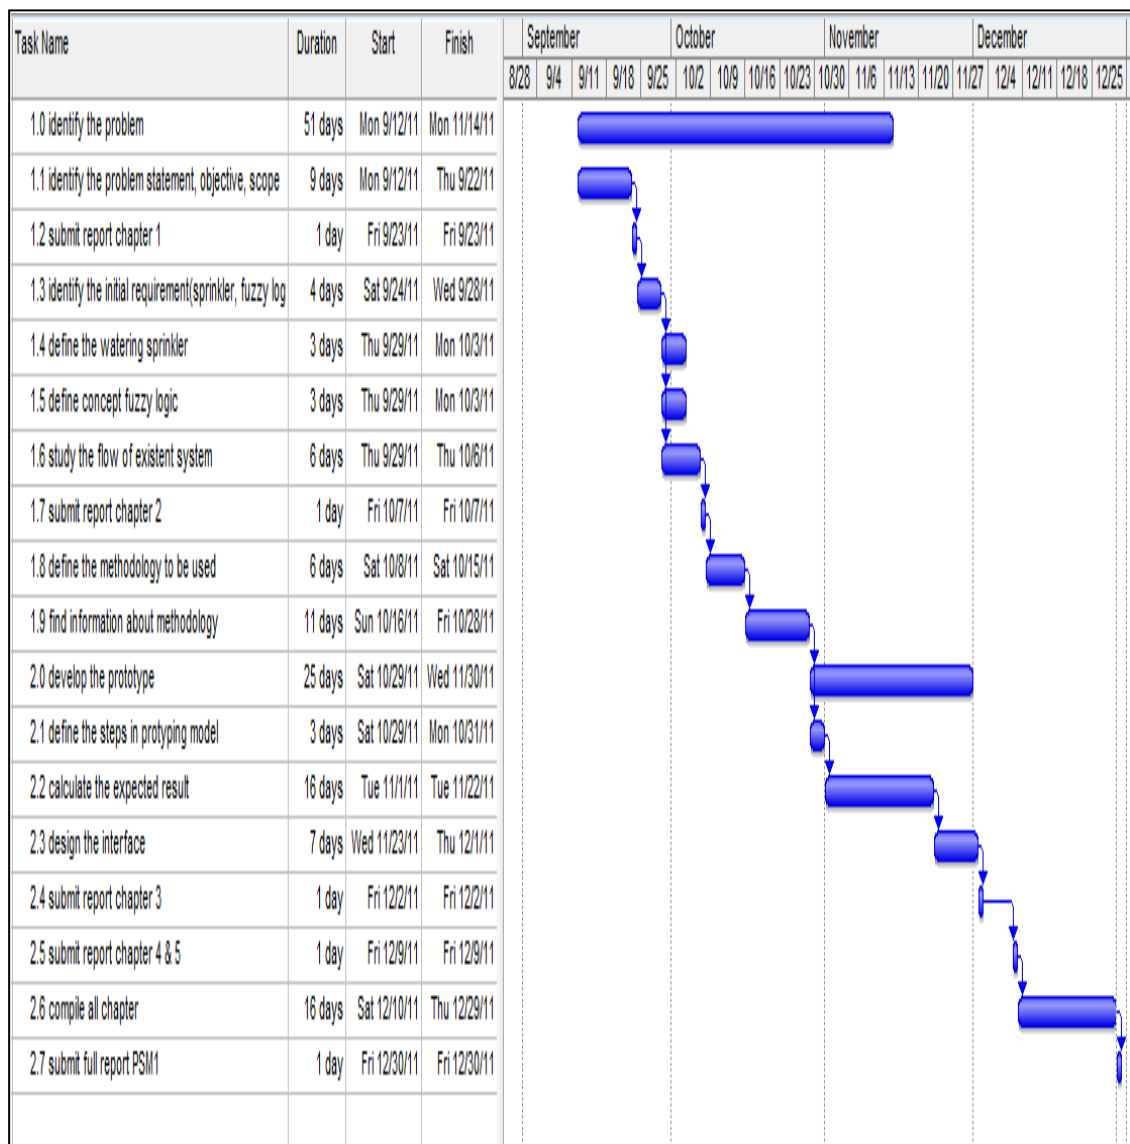 Task Name Duration Start Finish September October November December
8/28 9/4 9/11 9/18 9/25 10/2 10/9 10/16 10/23 10/30 11/6 11/13 11/20 11/27 12/4 12/11 12/18 12/25
1.0 identify the problem 51 days Mon 9/12/11 Mon 11/14/11
1.1 identify the problem statement, objective, scope 9 days Mon 9/12/11 Thu 9/22/11
1.2 submit report chapter 1 1 day Fri 9/23/11 Fri 9/23/11
1.3 identify the initial requirement(sprinkler, fuzzy log 4 days Sat 9/24/11 Wed 9/28/11
1.4 define the watering sprinkler 3 days Thu 9/29/11 Mon 10/3/11
1.5 define concept fuzzy logic 3 days Thu 9/29/11 Mon 10/3/11
1.6 study the flow of existent system 6 days Thu 9/29/11 Thu 10/6/11
1.7 submit report chapter 2 1 day Fri 10/7/11 Fri 10/7/11
1.8 define the methodology to be used 6 days Sat 10/8/11 Sat 10/15/11
1.9 find information about methodology 11 days Sun 10/16/11 Fri 10/28/11
2.0 develop the prototype 25 days Sat 10/29/11 Wed 11/30/11
2.1 define the steps in protyping model 3 days Sat 10/29/11 Mon 10/31/11
2.2 calculate the expected result 16 days Tue 11/1/11 Tue 11/22/11
2.3 design the interface 7 days Wed 11/23/11 Thu 12/1/11
2.4 submit report chapter 3 1 day Fri 12/2/11 Fri 12/2/11
2.5 submit report chapter 4 & 5 1 day Fri 12/9/11 Fri 12/9/11
2.6 compile all chapter 16 days Sat 12/10/11 Thu 12/29/11
2.7 submit full report PSM1 1 day Fri 12/30/11 Fri 12/30/11